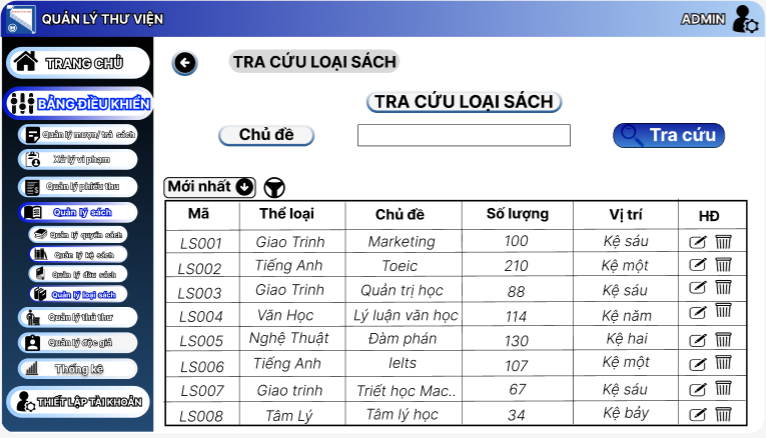 QUẢN LÝ THƯ VIỆN
ADMIN
TRANG CHỦ
BẢNG ĐIỀU KHIỂN
Quản lý mượn/ trả sách
Xử lý vi phạm
Quản lý phiếu thu
Quản lý sách
Quản lý quyển sách
Quản lý kệ sách
Quản lý đầu sách
Quản lý loại sách
Quản lý thủ thư
Quản lý độc giả
Thống kê
THIẾT LẬP TÀI KHOẢN
TRA CỨU LOẠI SÁCH
TRA CỨU LOẠI SÁCH
Chủ đề
Tra cứu
Mới nhất
Mã Thể loại Chủ đề Số lượng Vị trí HĐ
LS001 Giao Trinh Marketing 100 Kệ sáu
LS002 Tiếng Anh Toeic 210 Kệ một
LS003 Giao Trình Quản trị học 88 Kệ sáu
LS004 Văn Học Lý luận văn học 114 Kệ năm
LS005 Nghệ Thuật Đàm phán 130 Kệ hai
LS006 Tiếng Anh Ielts 107 Kệ một
LS007 Giao trinh Triết học Mac.. 67 Kệ sáu
LS008 Tâm Lý Tâm lý học 34 Kệ bảy